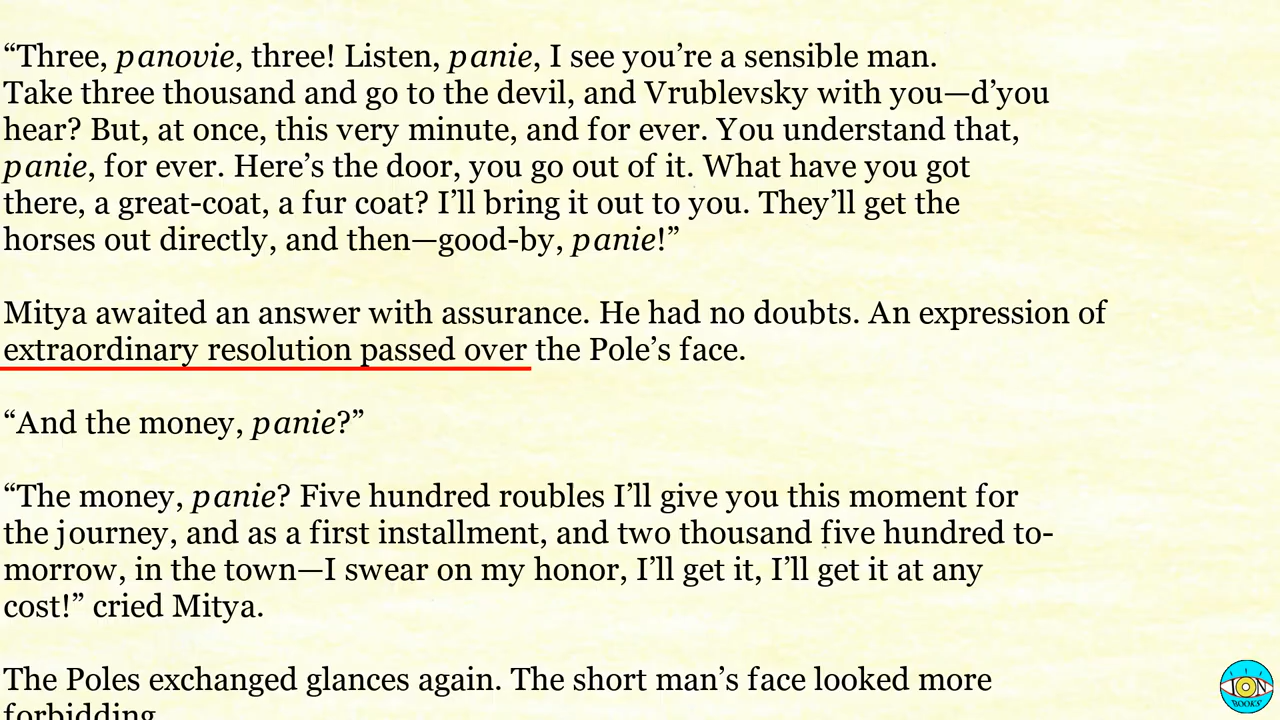 “Three, panovie, three! Listen, panie, I see you’re a sensible man.
Take three thousand and go to the devil, and Vrublevsky with you—d’you
hear? But, at once, this very minute, and for ever. You understand that,
panie, for ever. Here’s the door, you go out of it. What have you got
there, a great-coat, a fur coat? I’ll bring it out to you. They’ll get the
horses out directly, and then—good-by, panie!”
Mitya awaited an answer with assurance. He had no doubts. An expression of
extraordinary resolution passed over the Pole’s face.
“And the money, panie?”
“The money, panie? Five hundred roubles I’ll give you this moment for
the journey, and as a first installment, and two thousand five hundred to-
morrow, in the town—I swear on my honor, I’ll get it, I’ll get it at any
cost!” cried Mitya.
The Poles exchanged glances again. The short man’s face looked more
forbidding.
ION
BOOKS